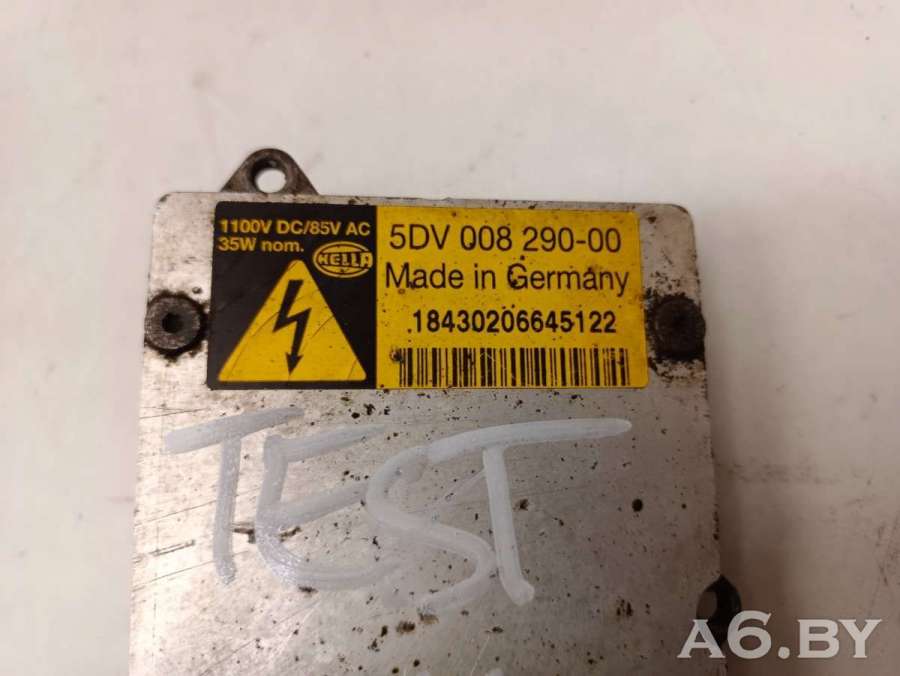 1100V DC/85V AC
35W nom.
HELLA
5DV 008 290-00
Made in Germany
18430206645122
TEST
A6.BY